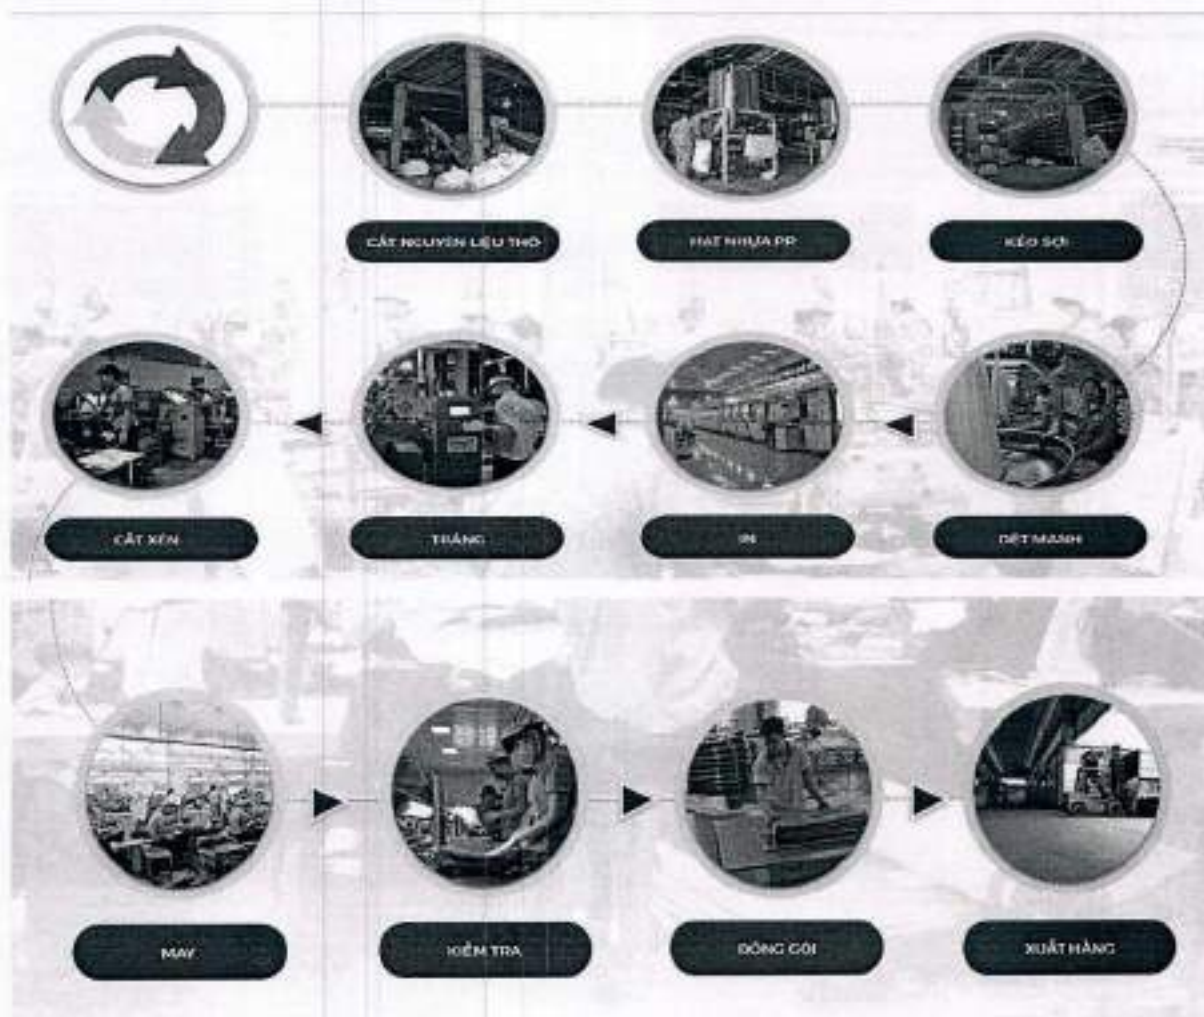 CẮT NGUYÊN LIỆU THÔ
HẠT NHỰA PP
KÉO SỢI
CẮT XÉN
TRÁNG
IN
DỆT MÀNH
MAY
KIỂM TRA
ĐÓNG GÓI
XUẤT HÀNG